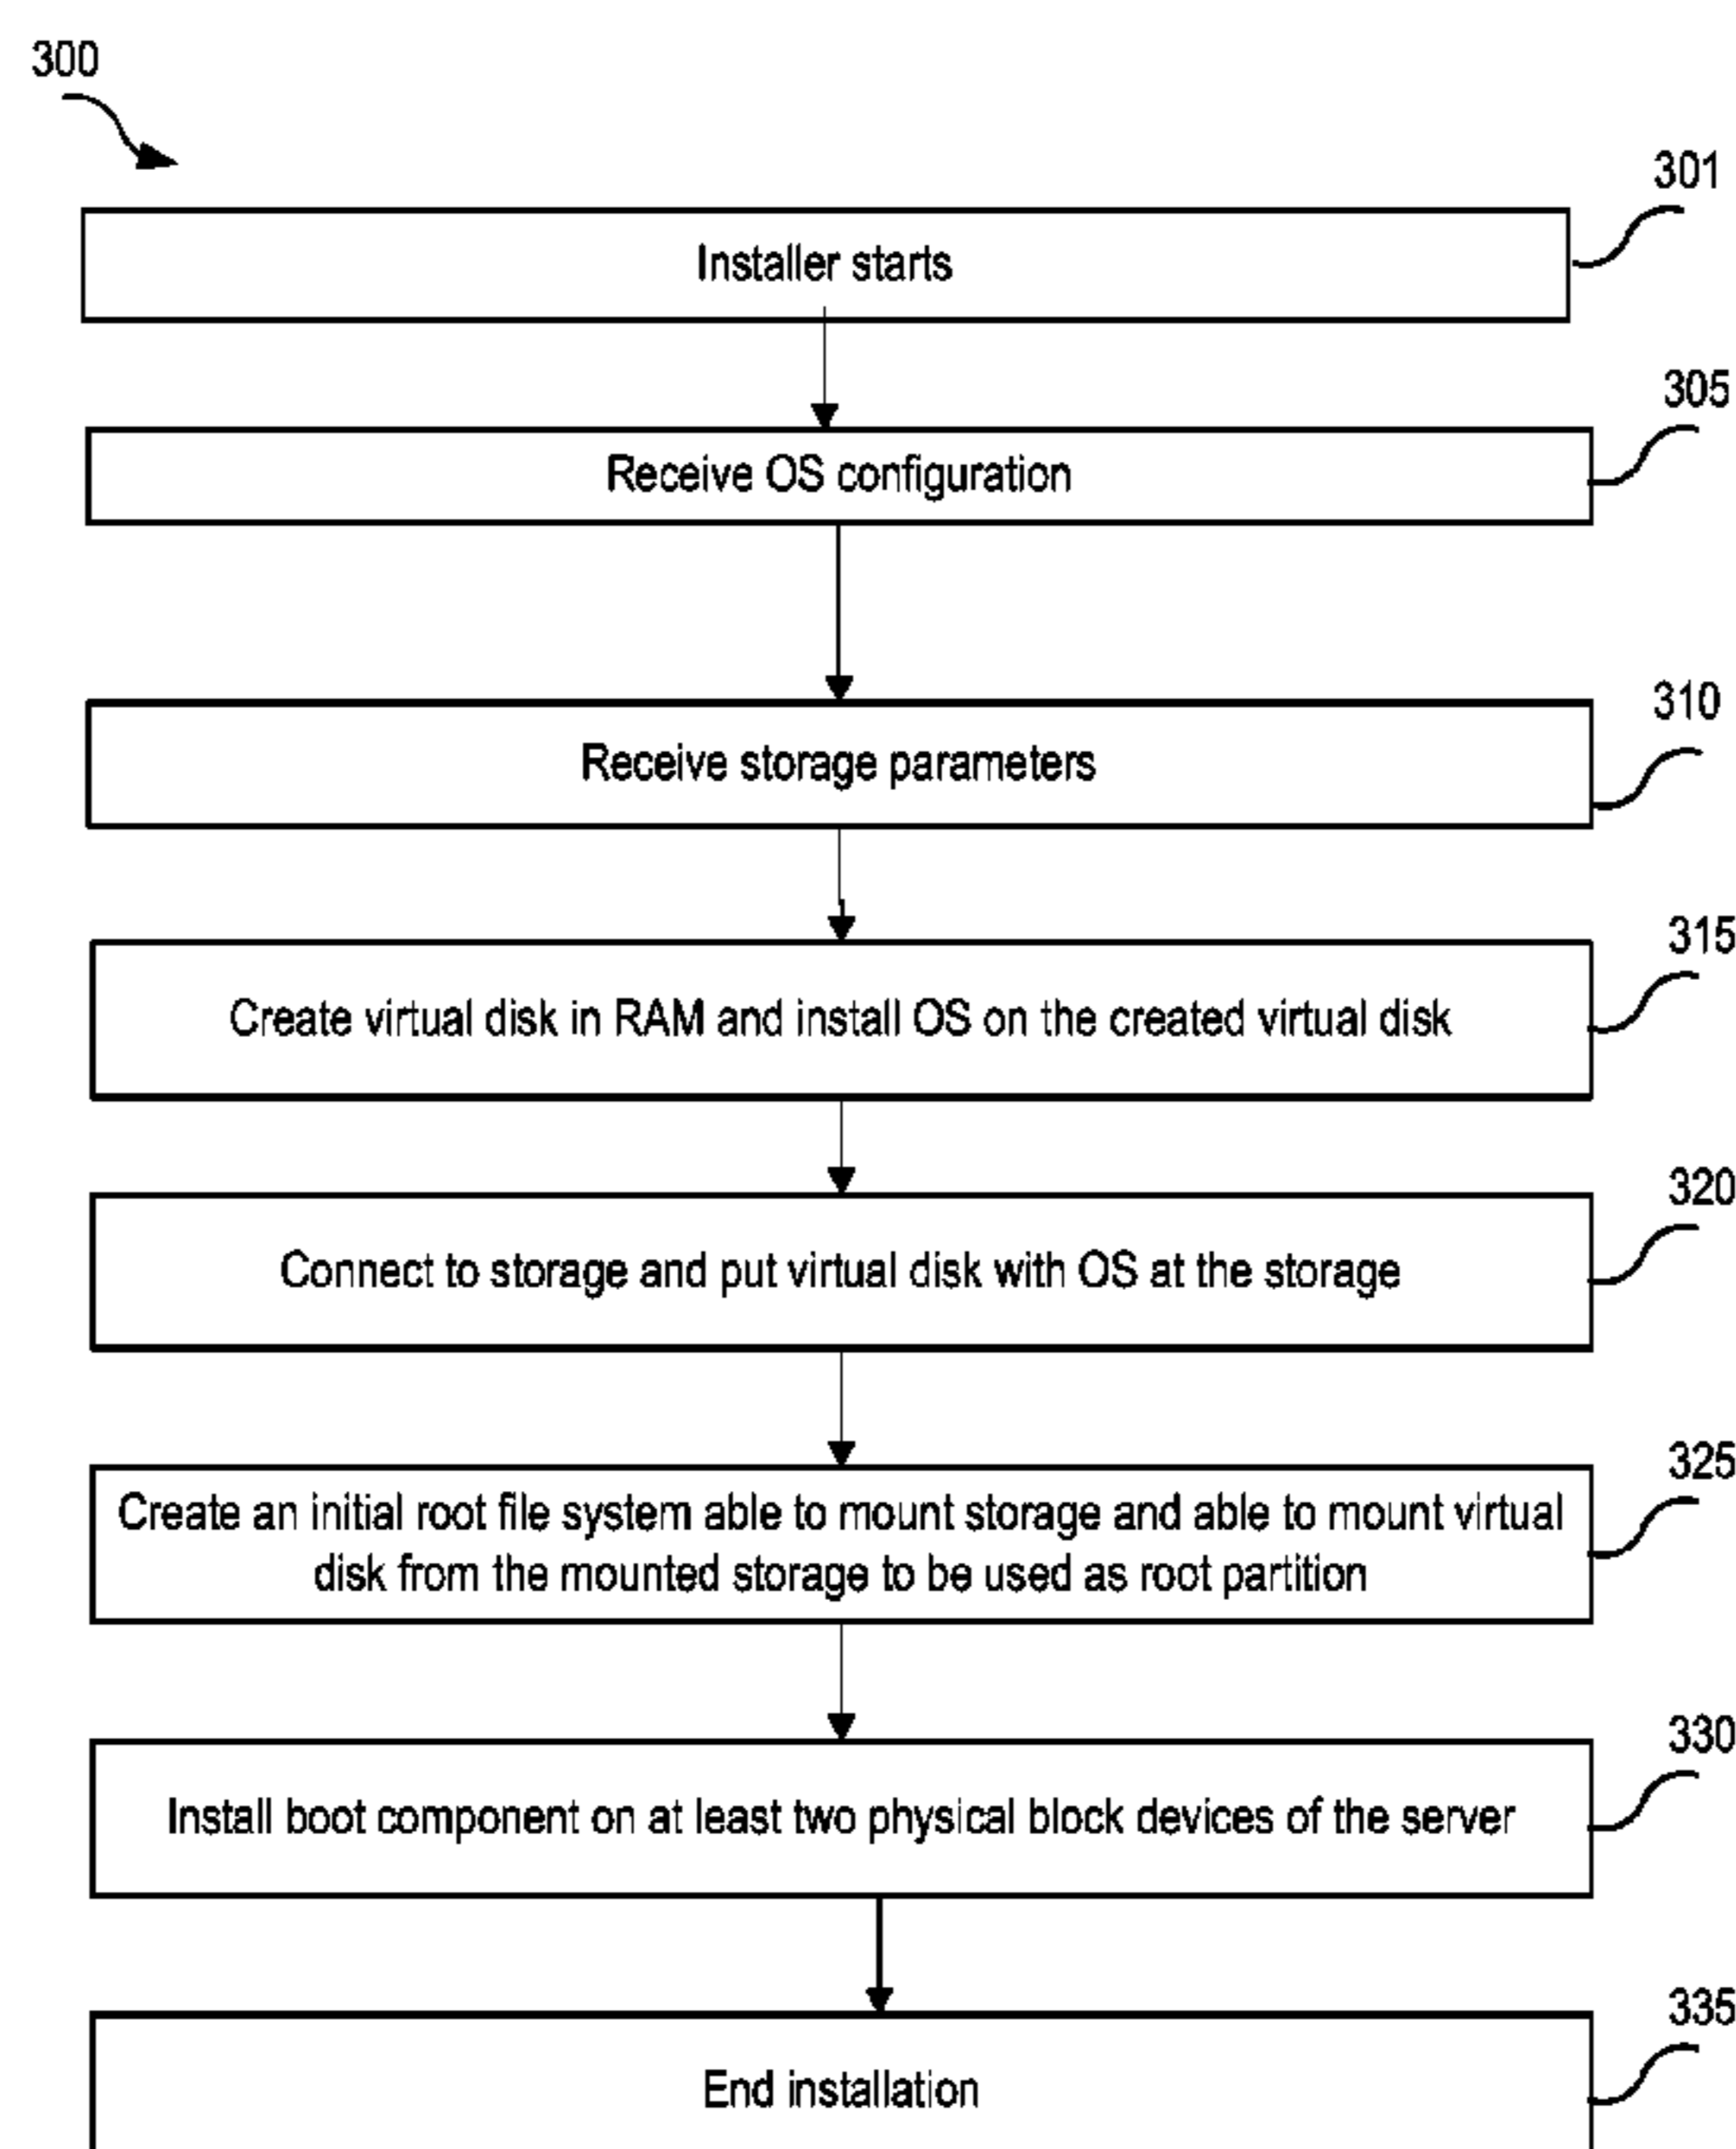 300
301
Installer starts
305
Receive OS configuration
310
Receive storage parameters
315
Create virtual disk in RAM and install OS on the created virtual disk
320
Connect to storage and put virtual disk with OS at the storage
325
Create an initial root file system able to mount storage and able to mount virtual
disk from the mounted storage to be used as root partition
330
Install boot component on at least two physical block devices of the server
335
End installation